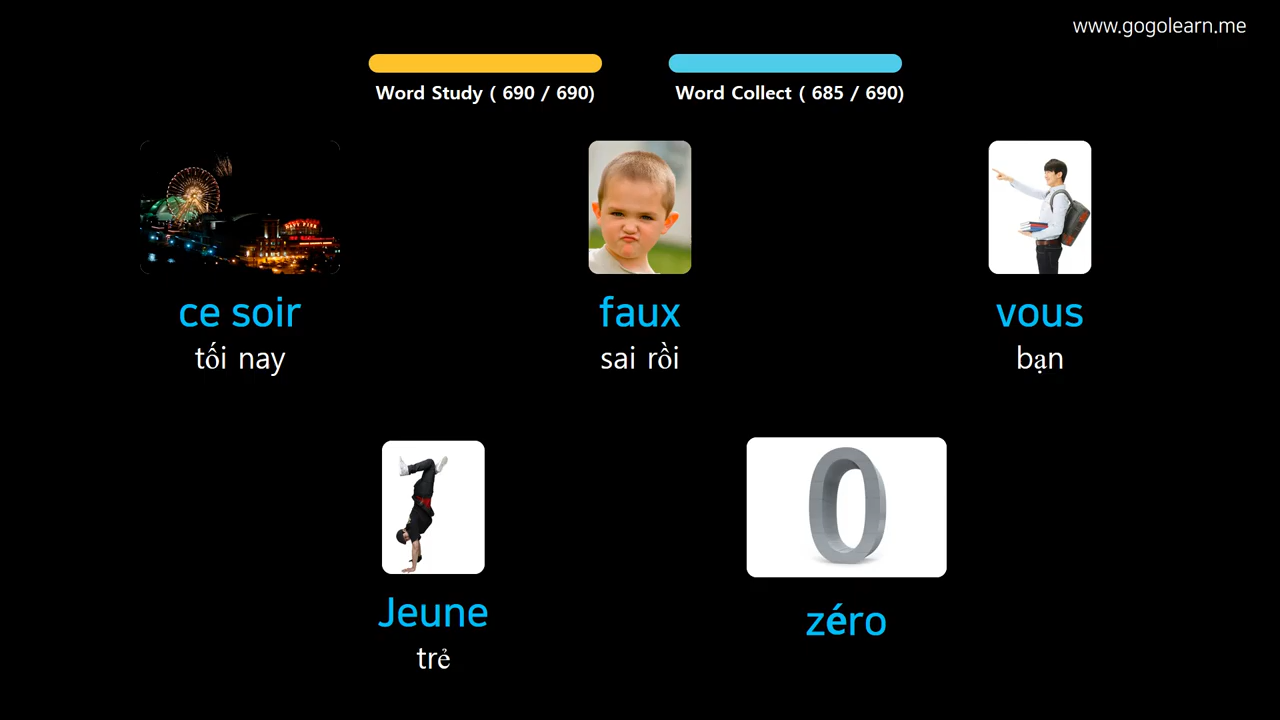 www.gogolearn.me
Word Study ( 690 / 690)
Word Collect ( 685 / 690)
ce soir
tối nay
faux
sai rồi
vous
bạn
Jeune
trẻ
zéro